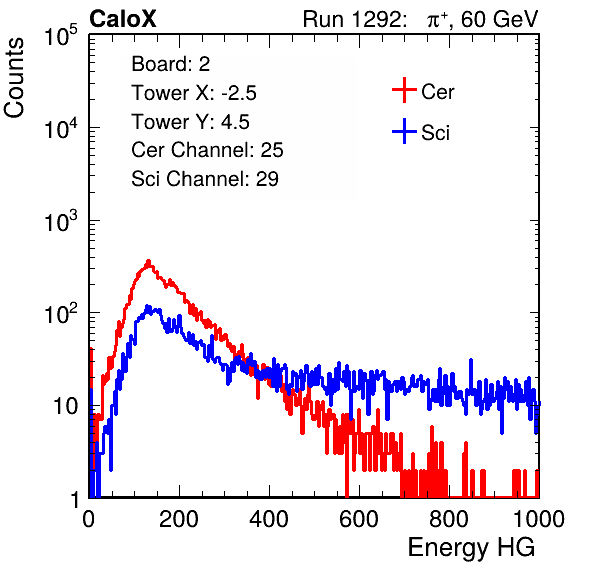 CaloX Run 1292: π⁺, 60 GeV
Board: 2
Tower X: -2.5
Tower Y: 4.5
Cer Channel: 25
Sci Channel: 29
Cer
Sci
Counts
10⁵
10⁴
10³
10²
10
1
0 200 400 600 800 1000
Energy HG